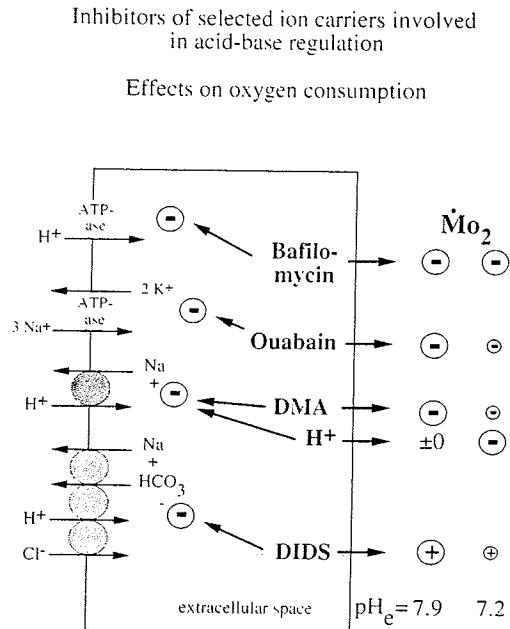 Inhibitors of selected ion carriers involved
in acid-base regulation
Effects on oxygen consumption
ATP-
ase
H+
Ṁo2
Bafilo-
mycin
2 K+
ATP-
ase
3 Na+
Ouabain
Na
+
H+
DMA
H+
±0
Na
+
HCO3
-
H+
Cl-
DIDS
extracellular space
pHe = 7.9 7.2